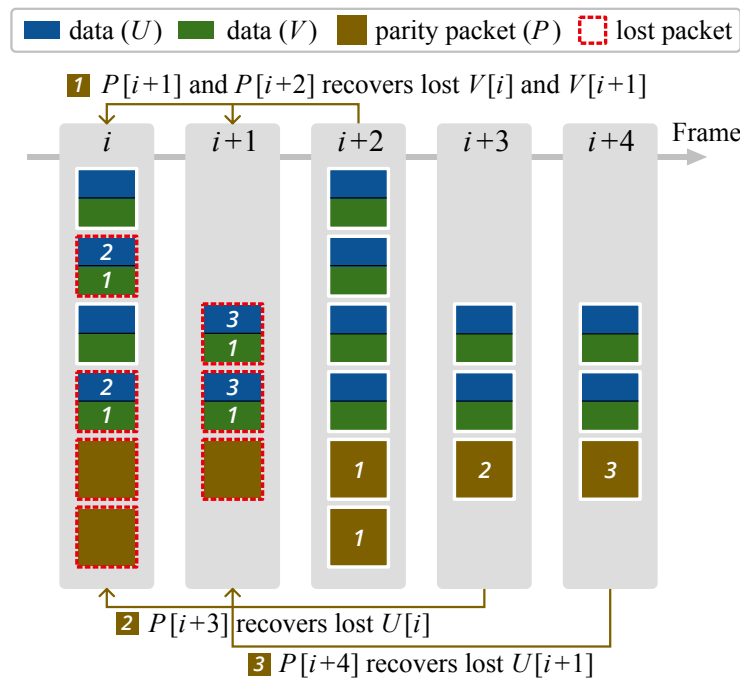 data (U) data (V) parity packet (P) lost packet
1 P[i+1] and P[i+2] recovers lost V[i] and V[i+1]
i i+1 i+2 i+3 i+4 Frame
2
1
3
1
2 3
1 1
1 2 3
1
2 P[i+3] recovers lost U[i]
3 P[i+4] recovers lost U[i+1]